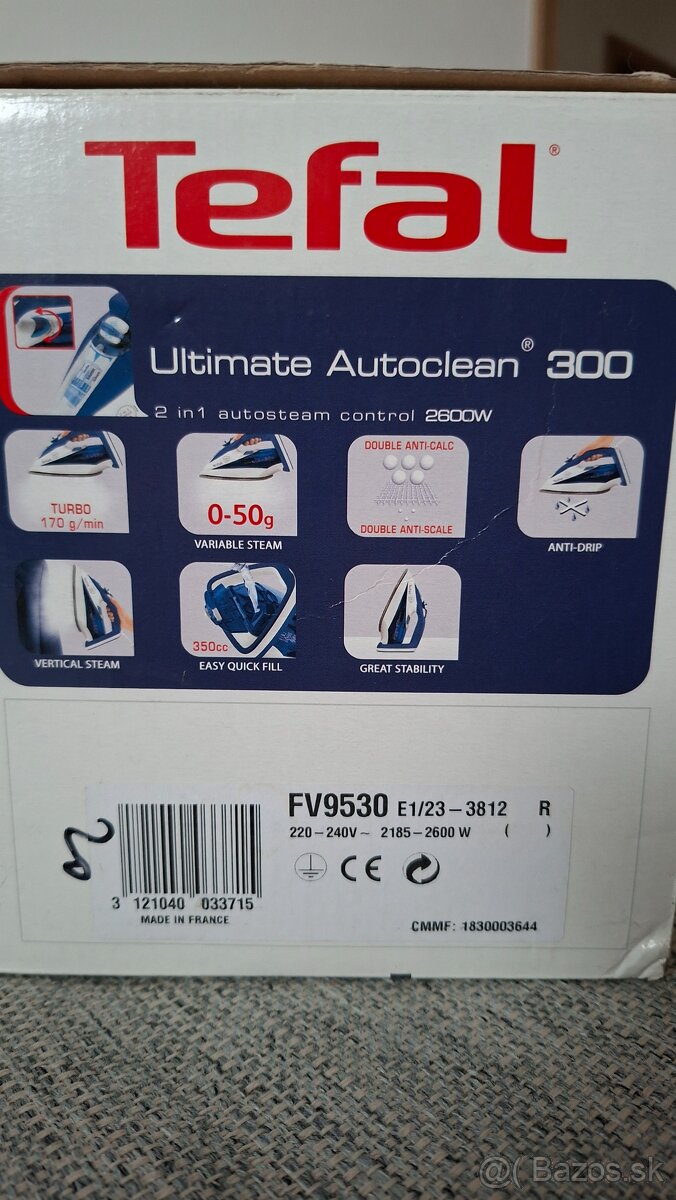 Tefal®
Ultimate Autoclean® 300
2 in 1 autosteam control 2600W
TURBO
170 g/min
0-50g
VARIABLE STEAM
DOUBLE ANTI-CALC
DOUBLE ANTI-SCALE
ANTI-DRIP
VERTICAL STEAM
350cc
EASY QUICK FILL
GREAT STABILITY
FV9530 E1/23-3812 R
220-240V~ 2185-2600 W ( )
CE
3 121040 033715
MADE IN FRANCE
CMMF: 1830003644
@( Bazos.sk